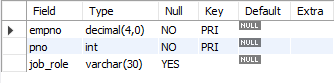 Field Type Null Key Default Extra
empno decimal(4,0) NO PRI NULL
pno int NO PRI NULL
job_role varchar(30) YES NULL